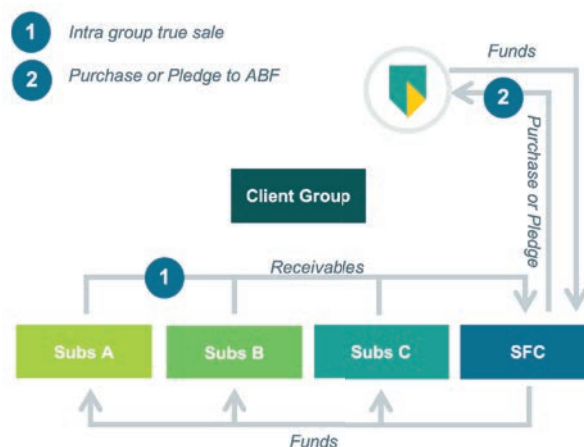 1 Intra group true sale
2 Purchase or Pledge to ABF
Funds
2
Purchase or Pledge
Client Group
1
Receivables
Subs A
Subs B
Subs C
SFC
Funds